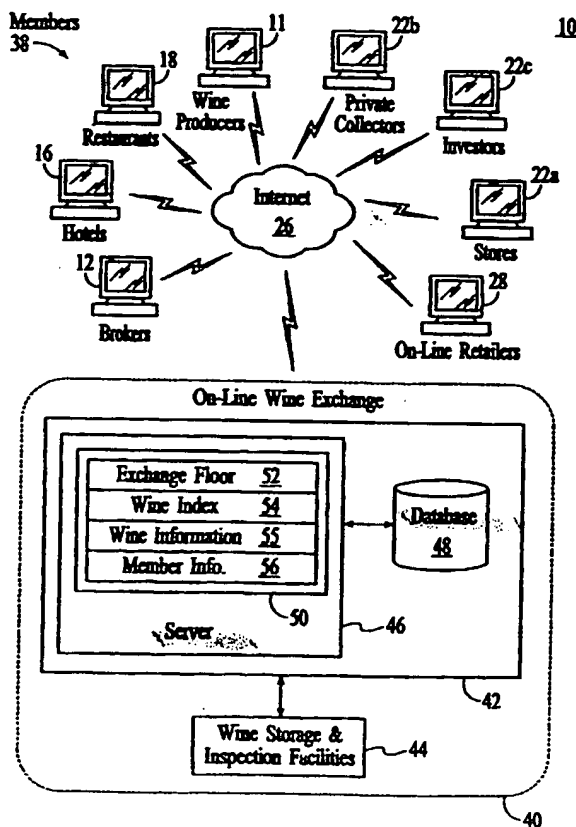 Members
38
10
18
11
22b
22c
Restaurants
Wine
Producers
Private
Collectors
Investors
16
Internet
26
22a
Hotels
Stores
12
28
Brokers
On-Line Retailers
On-Line Wine Exchange
Exchange Floor 52
Wine Index 54
Wine Information 55
Member Info. 56
Database
48
50
46
Server
42
Wine Storage &
Inspection Facilities
44
40